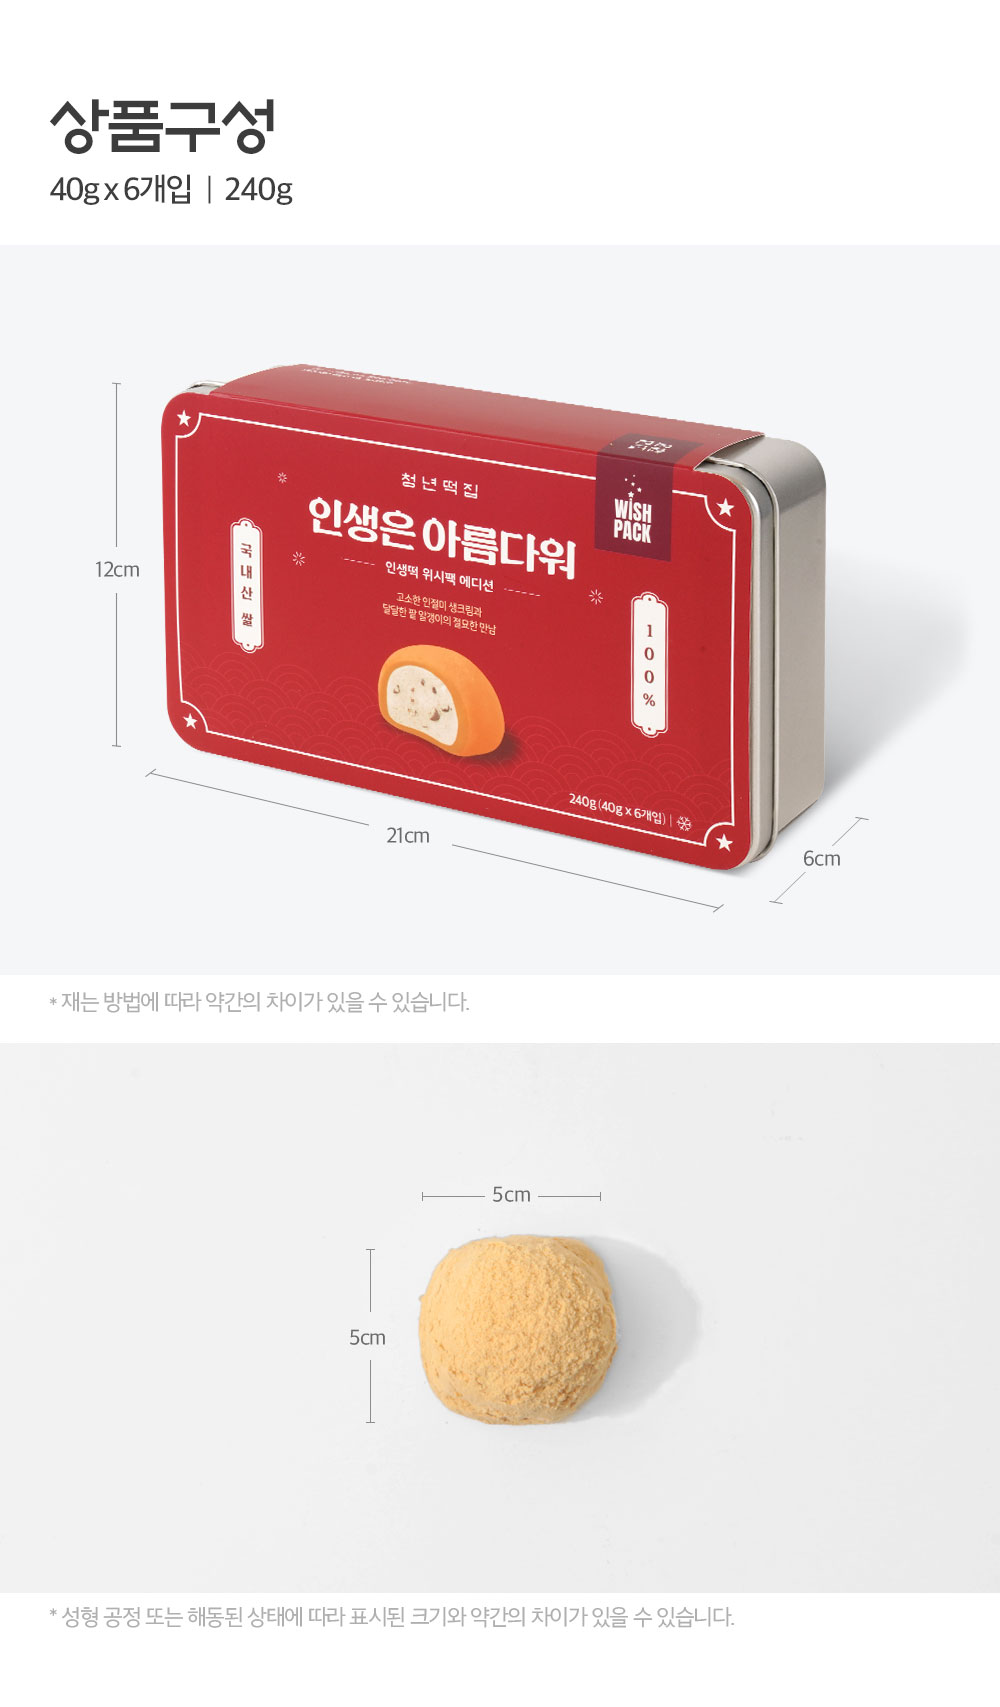 상품구성
40g x 6개입 | 240g
청년떡집
인생은 아름다워
인생떡 위시팩 에디션
고소한 인절미 생크림과
달달한 팥 알갱이의 절묘한 만남
국내산 쌀
100%
WiSH
PACK
240g (40g x 6개입) |
12cm
21cm
6cm
* 재는 방법에 따라 약간의 차이가 있을 수 있습니다.
5cm
5cm
* 성형 공정 또는 해동된 상태에 따라 표시된 크기와 약간의 차이가 있을 수 있습니다.